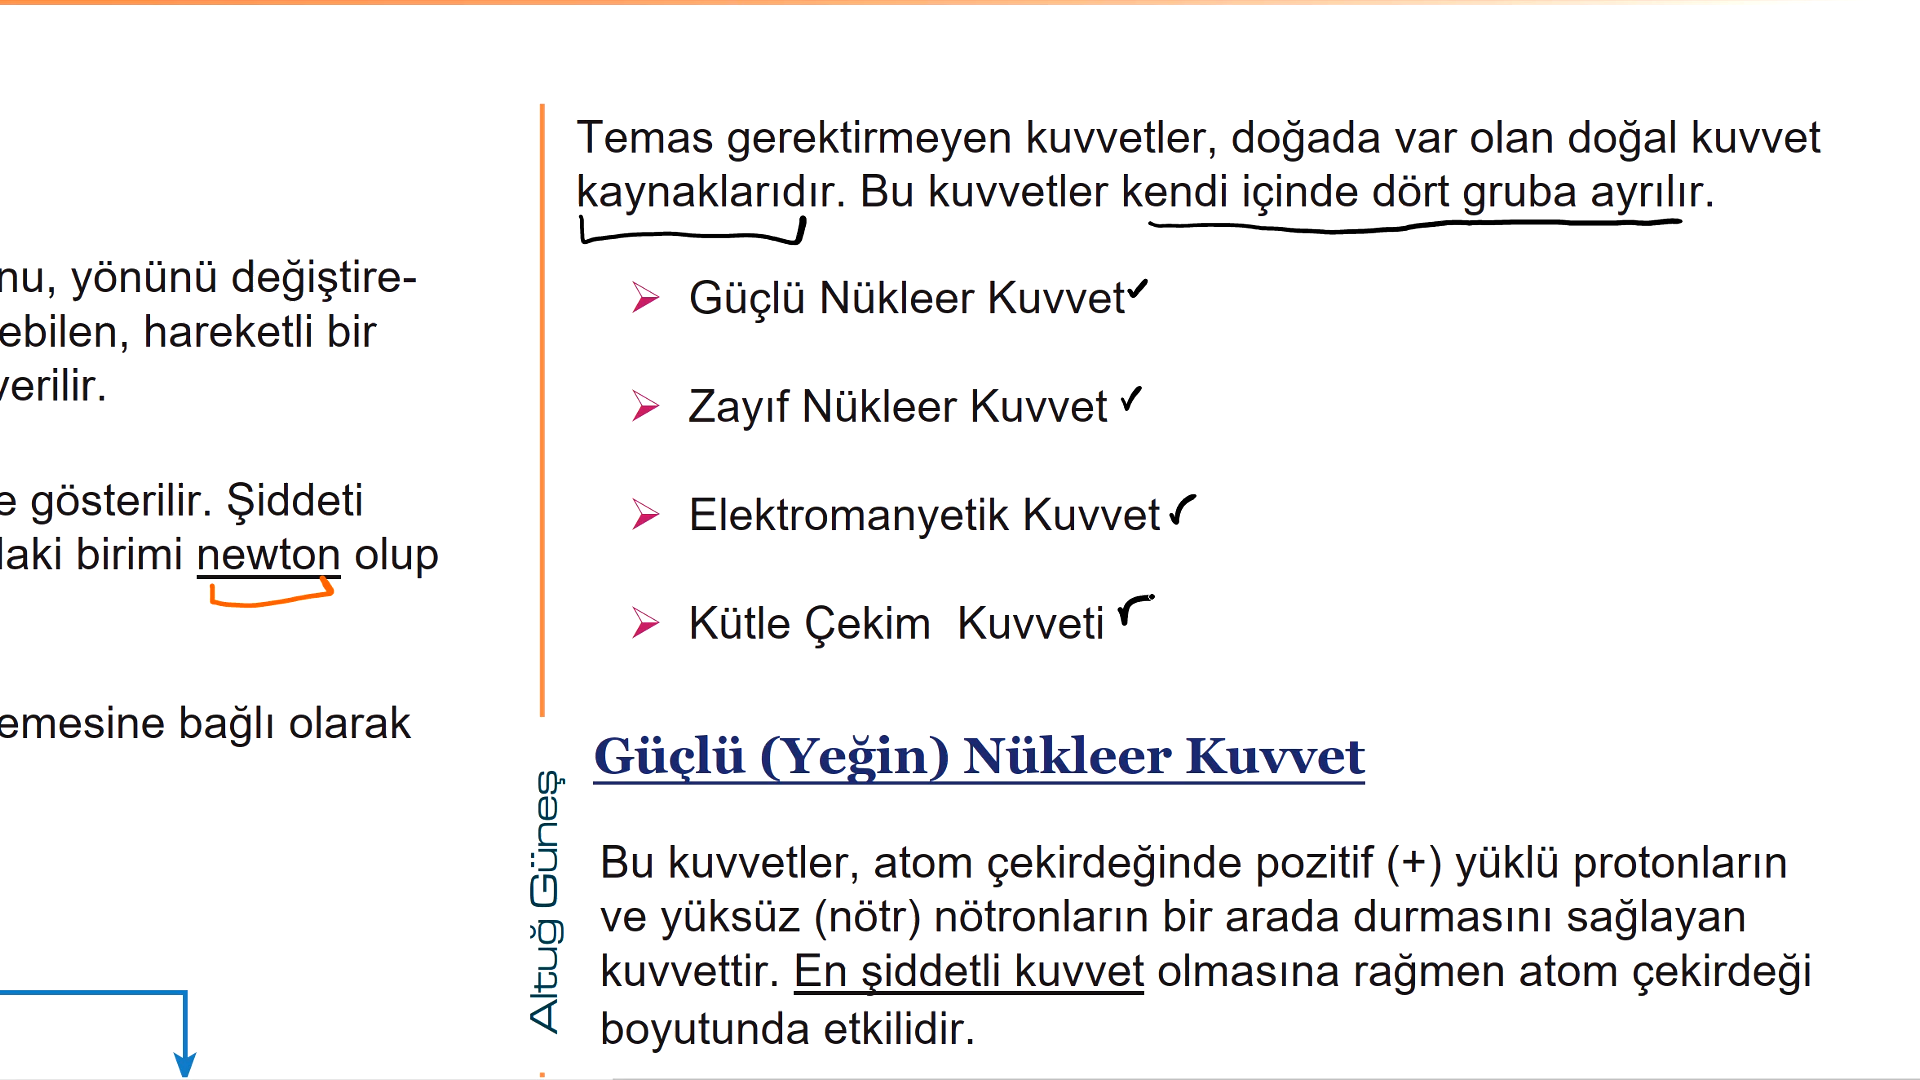 nu, yönünü değiştire-
ebilen, hareketli bir
verilir.
e gösterilir. Şiddeti
daki birimi newton olup
emesine bağlı olarak
Temas gerektirmeyen kuvvetler, doğada var olan doğal kuvvet
kaynaklarıdır. Bu kuvvetler kendi içinde dört gruba ayrılır.
Güçlü Nükleer Kuvvet
Zayıf Nükleer Kuvvet
Elektromanyetik Kuvvet
Kütle Çekim Kuvveti
Güçlü (Yeğin) Nükleer Kuvvet
Bu kuvvetler, atom çekirdeğinde pozitif (+) yüklü protonların
ve yüksüz (nötr) nötronların bir arada durmasını sağlayan
kuvvettir. En şiddetli kuvvet olmasına rağmen atom çekirdeği
boyutunda etkilidir.
Altuğ Güneş